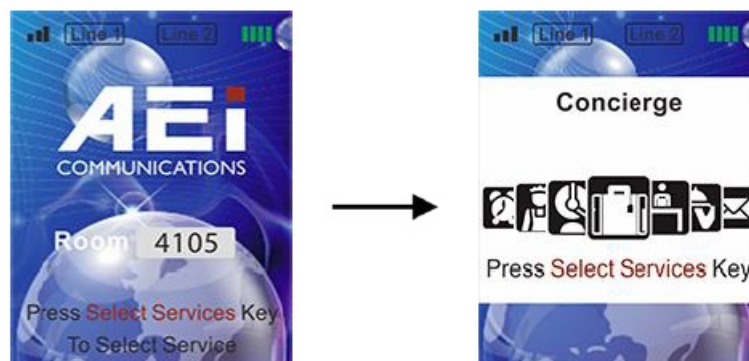 Line 1 Line 2
AEi
COMMUNICATIONS
Room 4105
Press Select Services Key
To Select Service
Line 1 Line 2
Concierge
Press Select Services Key